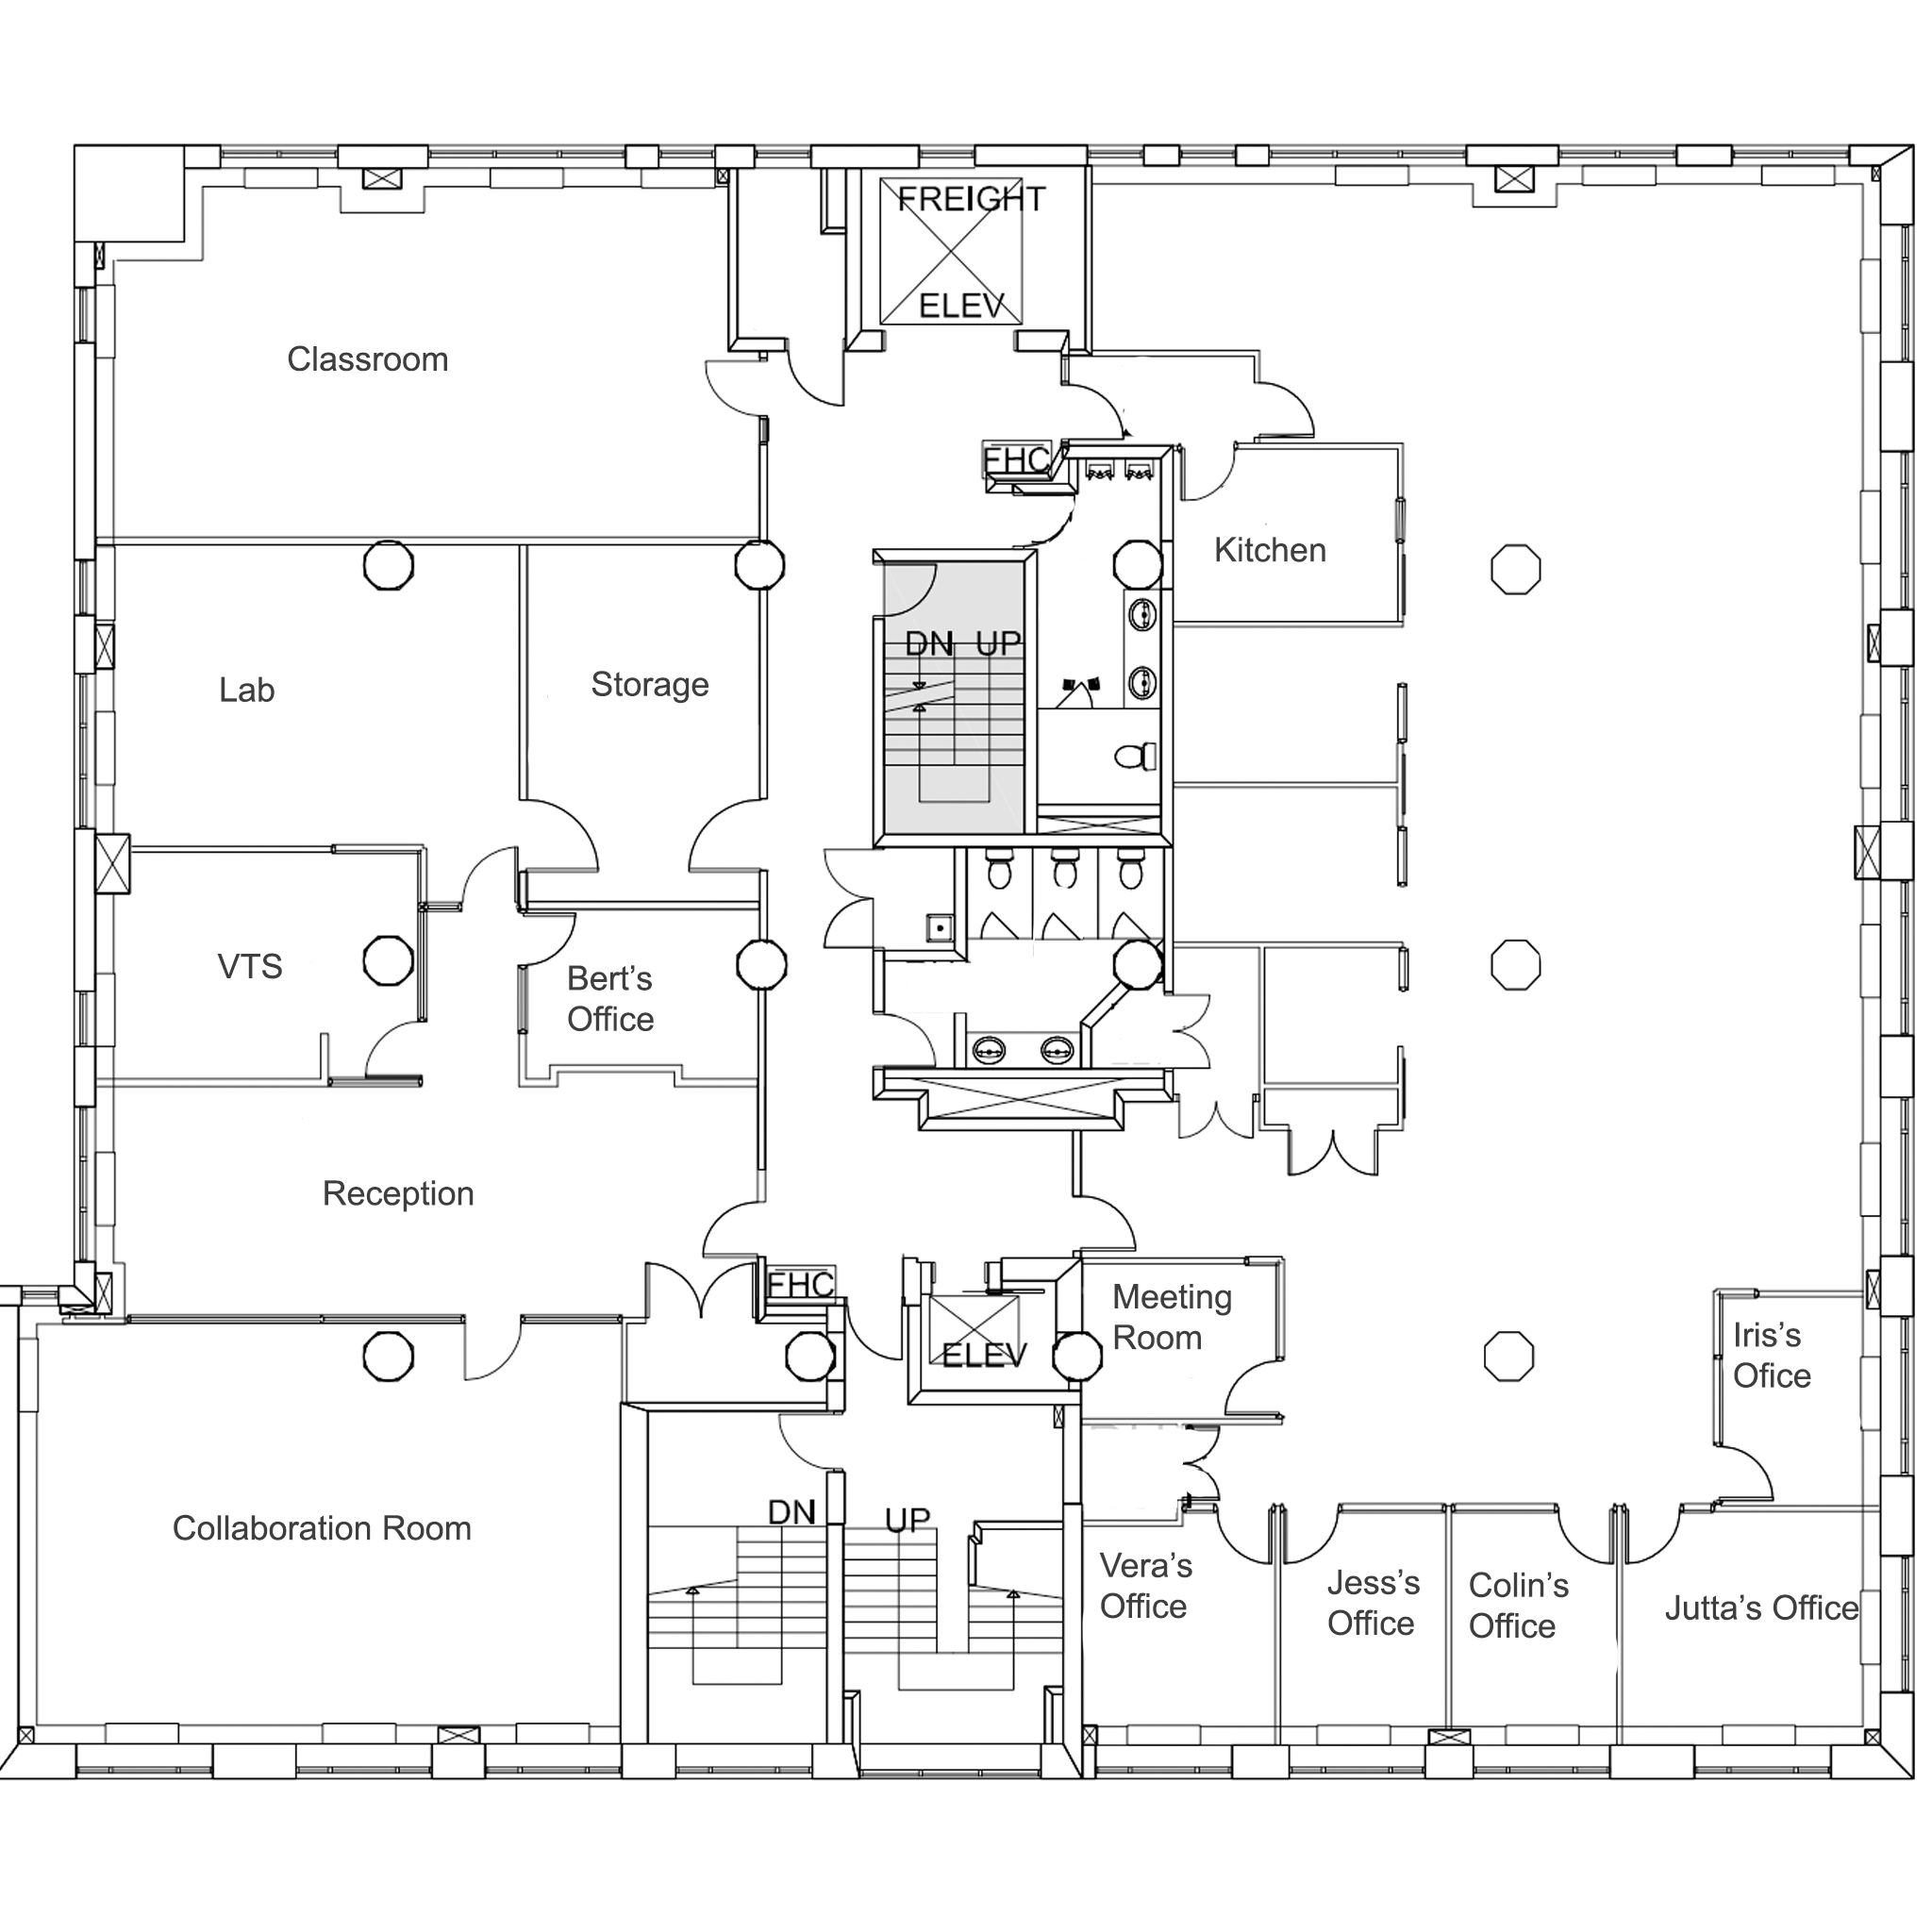 FREIGHT
ELEV
Classroom
FHC
Kitchen
DN UP
Lab
Storage
VTS
Bert's
Office
Reception
FHC
ELEV
Meeting
Room
Iris's
Ofice
DN
UP
Collaboration Room
Vera's
Office
Jess's
Office
Colin's
Office
Jutta's Office